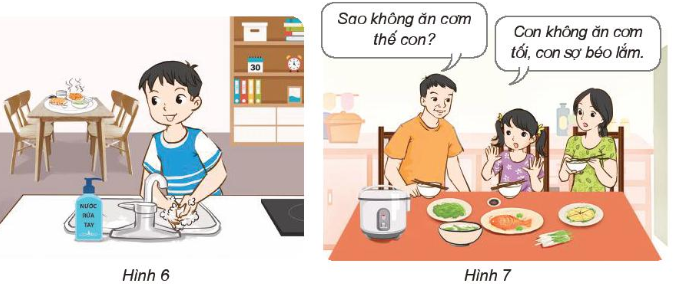 Sao không ăn cơm
thế con?
Con không ăn cơm
tối, con sợ béo lắm.
30
NƯỚC
RỬA
TAY
Hình 6
Hình 7